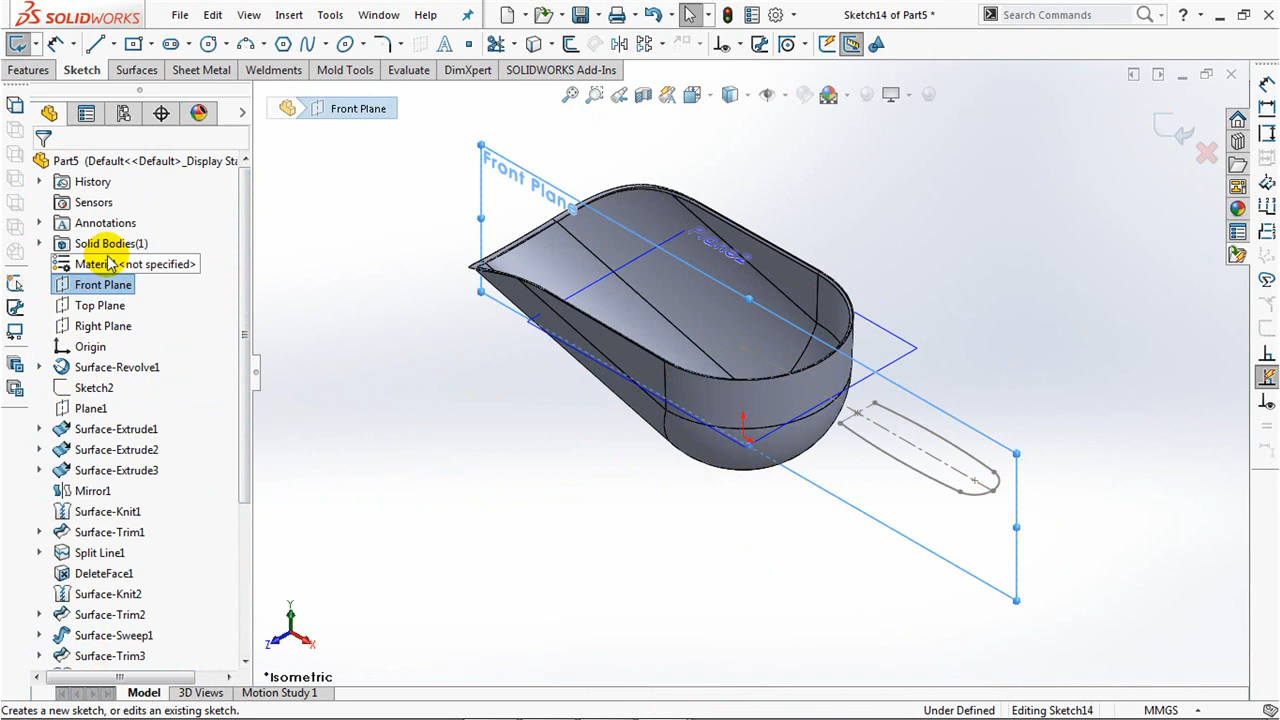 SOLIDWORKS
File
Edit
View
Insert
Tools
Window
Help
Sketch14 of Part5 *
Search Commands
?
Features
Sketch
Surfaces
Sheet Metal
Weldments
Mold Tools
Evaluate
DimXpert
SOLIDWORKS Add-Ins
Front Plane
Part5 (Default<<Default>_Display Sta
History
Sensors
Annotations
Solid Bodies(1)
Material <not specified>
Front Plane
Top Plane
Right Plane
Origin
Surface-Revolve1
Sketch2
Plane1
Surface-Extrude1
Surface-Extrude2
Surface-Extrude3
Mirror1
Surface-Knit1
Surface-Trim1
Split Line1
DeleteFace1
Surface-Knit2
Surface-Trim2
Surface-Sweep1
Surface-Trim3
Front Plane
Plane2
Y
Z
X
*Isometric
Model
3D Views
Motion Study 1
Creates a new sketch, or edits an existing sketch.
Under Defined
Editing Sketch14
MMGS